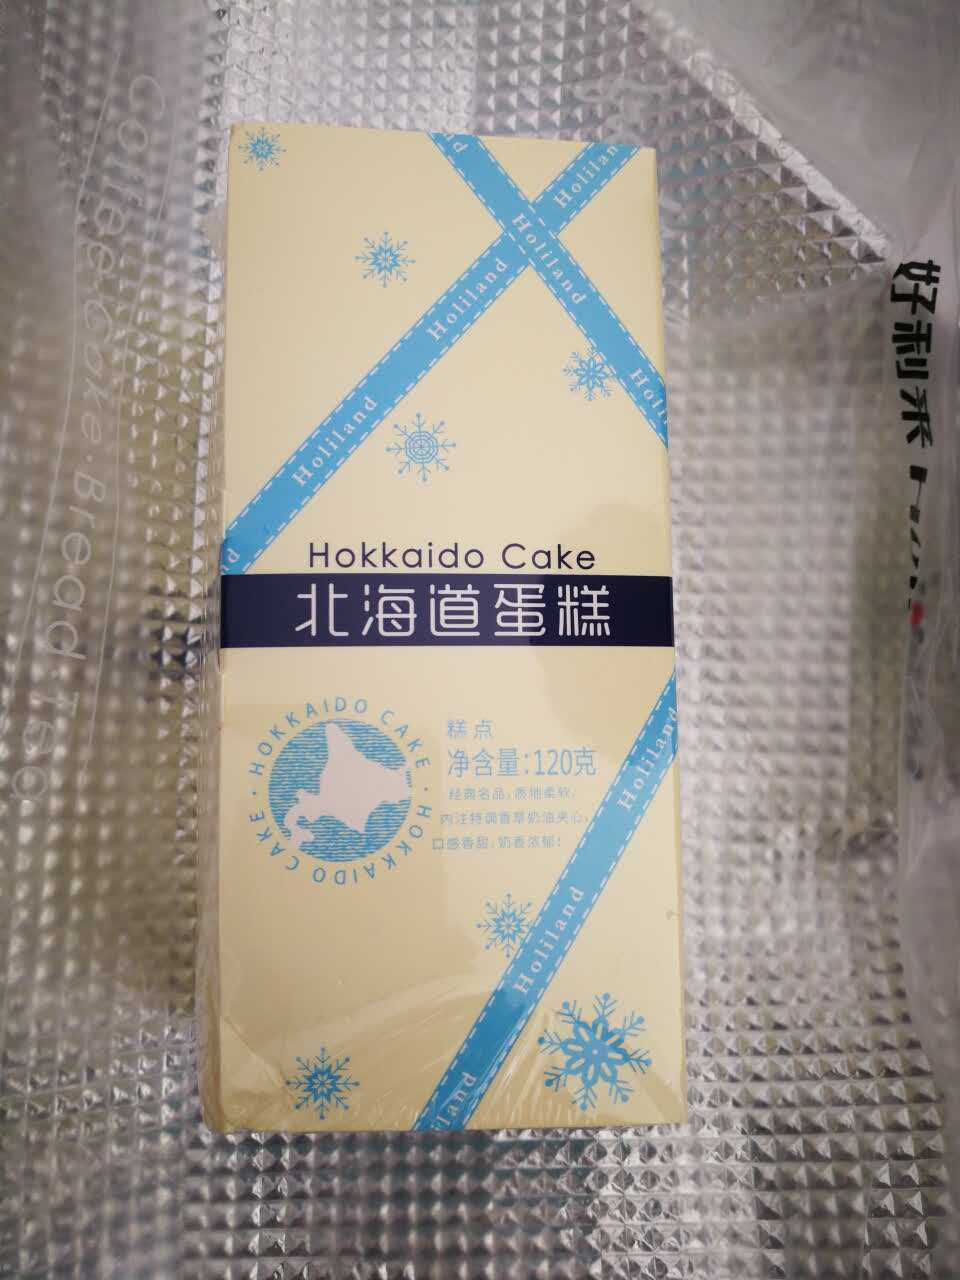 Holiland
Holiland
Holiland
Holiland
Hokkaido Cake
北海道蛋糕
HOKKAIDO CAKE · HOKKAIDO CAKE ·
糕点
净含量:120克
经典名品,质地柔软,
内注特调香草奶油夹心,
口感香甜,奶香浓郁!
Holiland
Holiland
Coffee·Cake·Bread·Tea
好利来